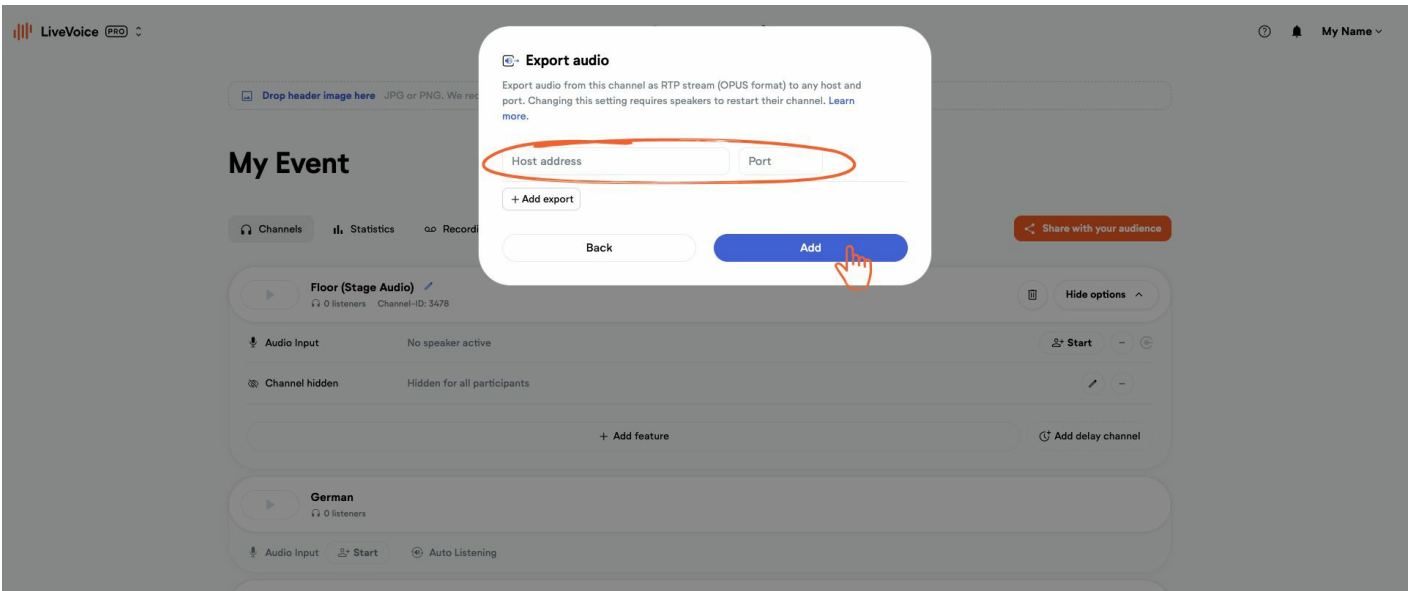 LiveVoice PRO
My Name
Export audio
Export audio from this channel as RTP stream (OPUS format) to any host and
port. Changing this setting requires speakers to restart their channel. Learn
more.
Drop header image here JPG or PNG. We rec
Host address Port
My Event
+ Add export
Channels Statistics Recordi
Share with your audience
Back Add
Floor (Stage Audio)
0 listeners Channel-ID: 3478
Hide options
Audio Input No speaker active Start
Channel hidden Hidden for all participants
+ Add feature Add delay channel
German
0 listeners
Audio Input Start Auto Listening